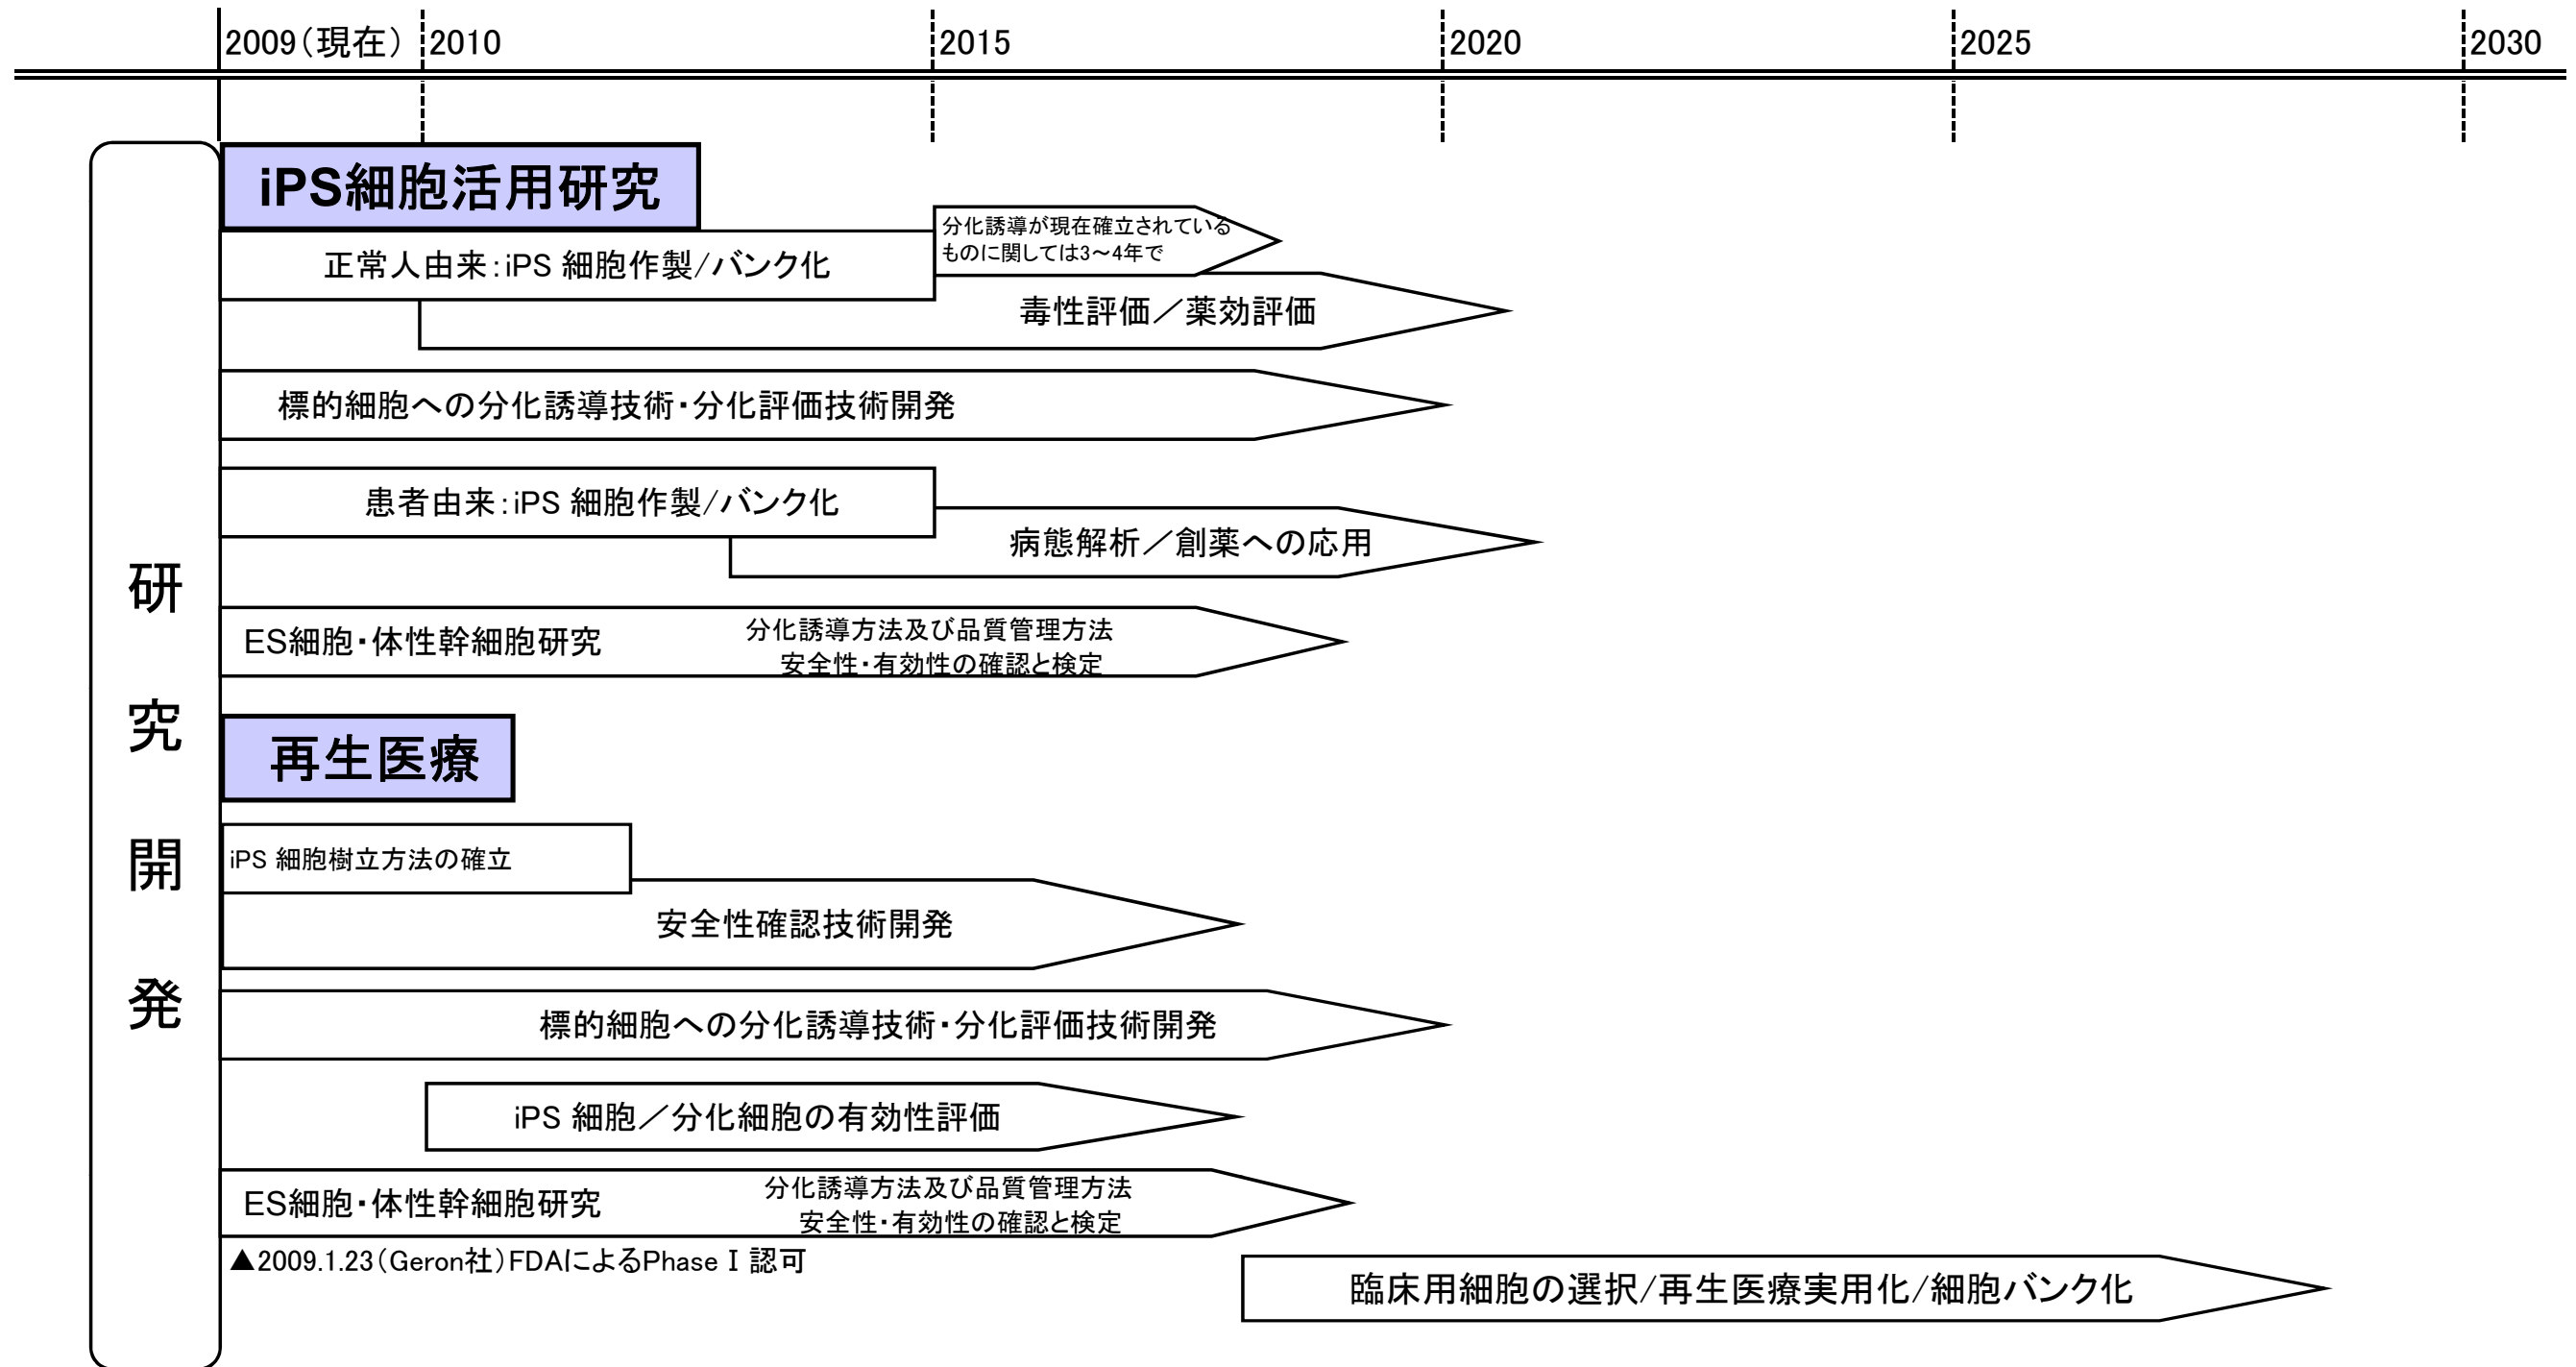 2009(現在) 2010 2015 2020 2025 2030
研究開発
iPS細胞活用研究
分化誘導が現在確立されている
ものに関しては3～4年で
正常人由来:iPS 細胞作製/バンク化
毒性評価／薬効評価
標的細胞への分化誘導技術・分化評価技術開発
患者由来:iPS 細胞作製/バンク化
病態解析／創薬への応用
ES細胞・体性幹細胞研究
分化誘導方法及び品質管理方法
安全性・有効性の確認と検定
再生医療
iPS 細胞樹立方法の確立
安全性確認技術開発
標的細胞への分化誘導技術・分化評価技術開発
iPS 細胞／分化細胞の有効性評価
ES細胞・体性幹細胞研究
分化誘導方法及び品質管理方法
安全性・有効性の確認と検定
▲2009.1.23(Geron社)FDAによるPhase Ⅰ 認可
臨床用細胞の選択/再生医療実用化/細胞バンク化